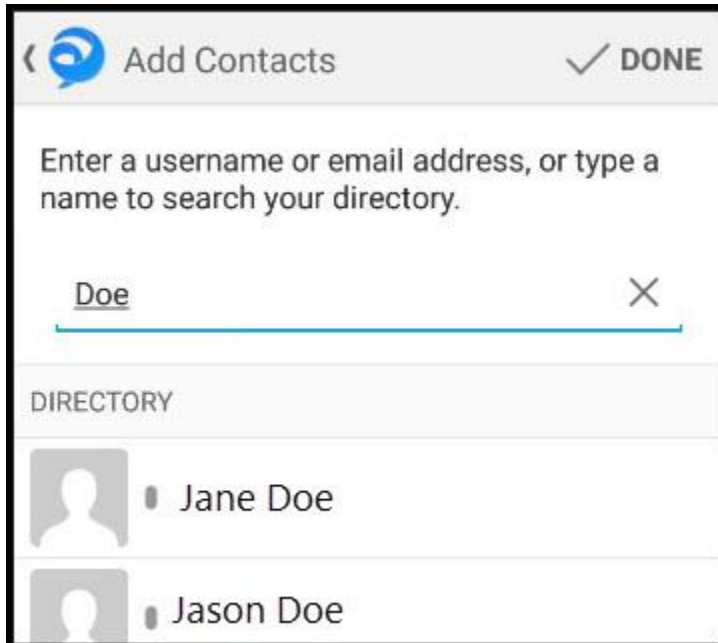 Add Contacts DONE
Enter a username or email address, or type a
name to search your directory.
Doe
DIRECTORY
Jane Doe
Jason Doe